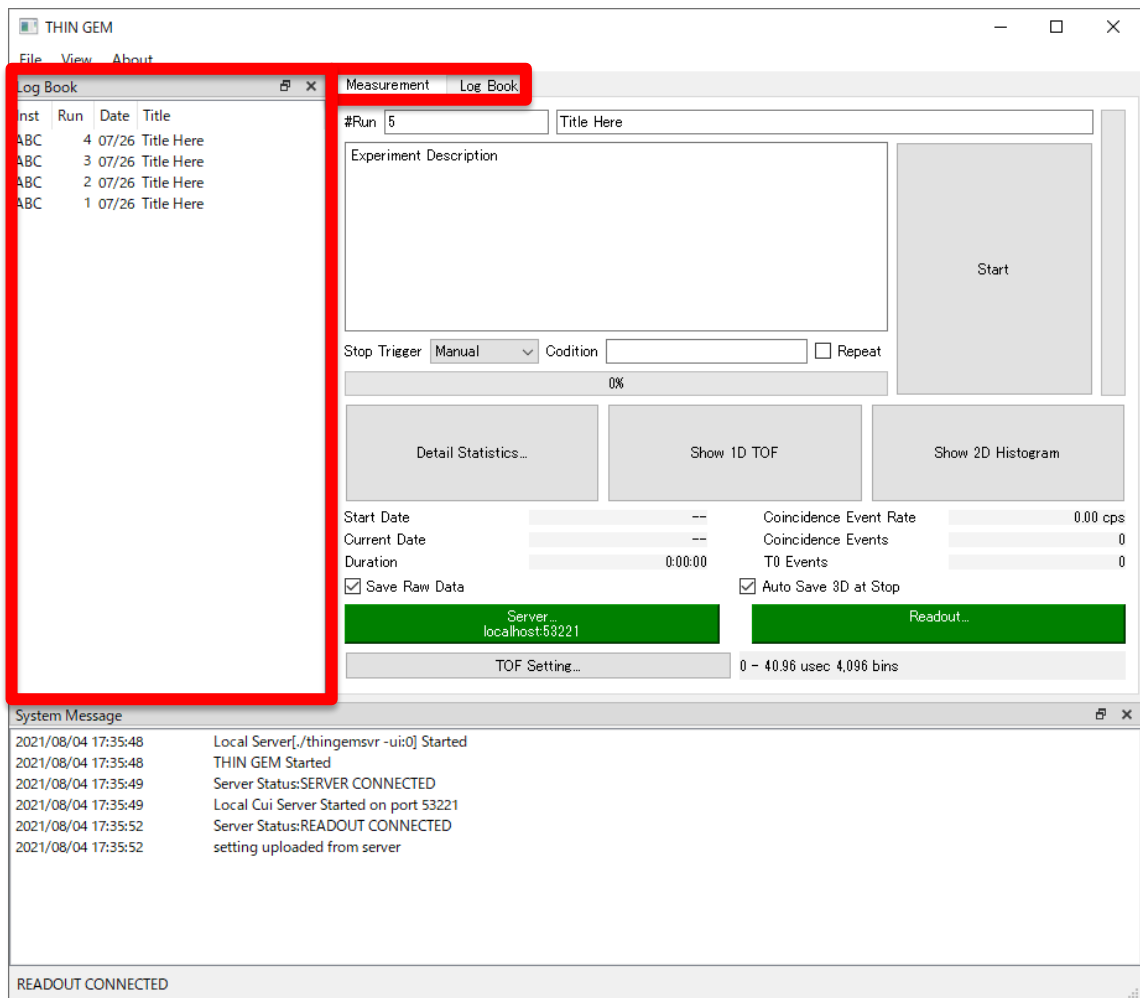 THIN GEM
File View About
Log Book
Inst Run Date Title
ABC 4 07/26 Title Here
ABC 3 07/26 Title Here
ABC 2 07/26 Title Here
ABC 1 07/26 Title Here
Measurement Log Book
#Run 5 Title Here
Experiment Description
Start
Stop Trigger Manual Codition Repeat
0%
Detail Statistics... Show 1D TOF Show 2D Histogram
Start Date -- Coincidence Event Rate 0.00 cps
Current Date -- Coincidence Events 0
Duration 0:00:00 T0 Events 0
Save Raw Data Auto Save 3D at Stop
Server... Readout...
localhost:53221
TOF Setting... 0 - 40.96 usec 4,096 bins
System Message
2021/08/04 17:35:48 Local Server[./thingemsvr -ui:0] Started
2021/08/04 17:35:48 THIN GEM Started
2021/08/04 17:35:49 Server Status:SERVER CONNECTED
2021/08/04 17:35:49 Local Cui Server Started on port 53221
2021/08/04 17:35:52 Server Status:READOUT CONNECTED
2021/08/04 17:35:52 setting uploaded from server
READOUT CONNECTED